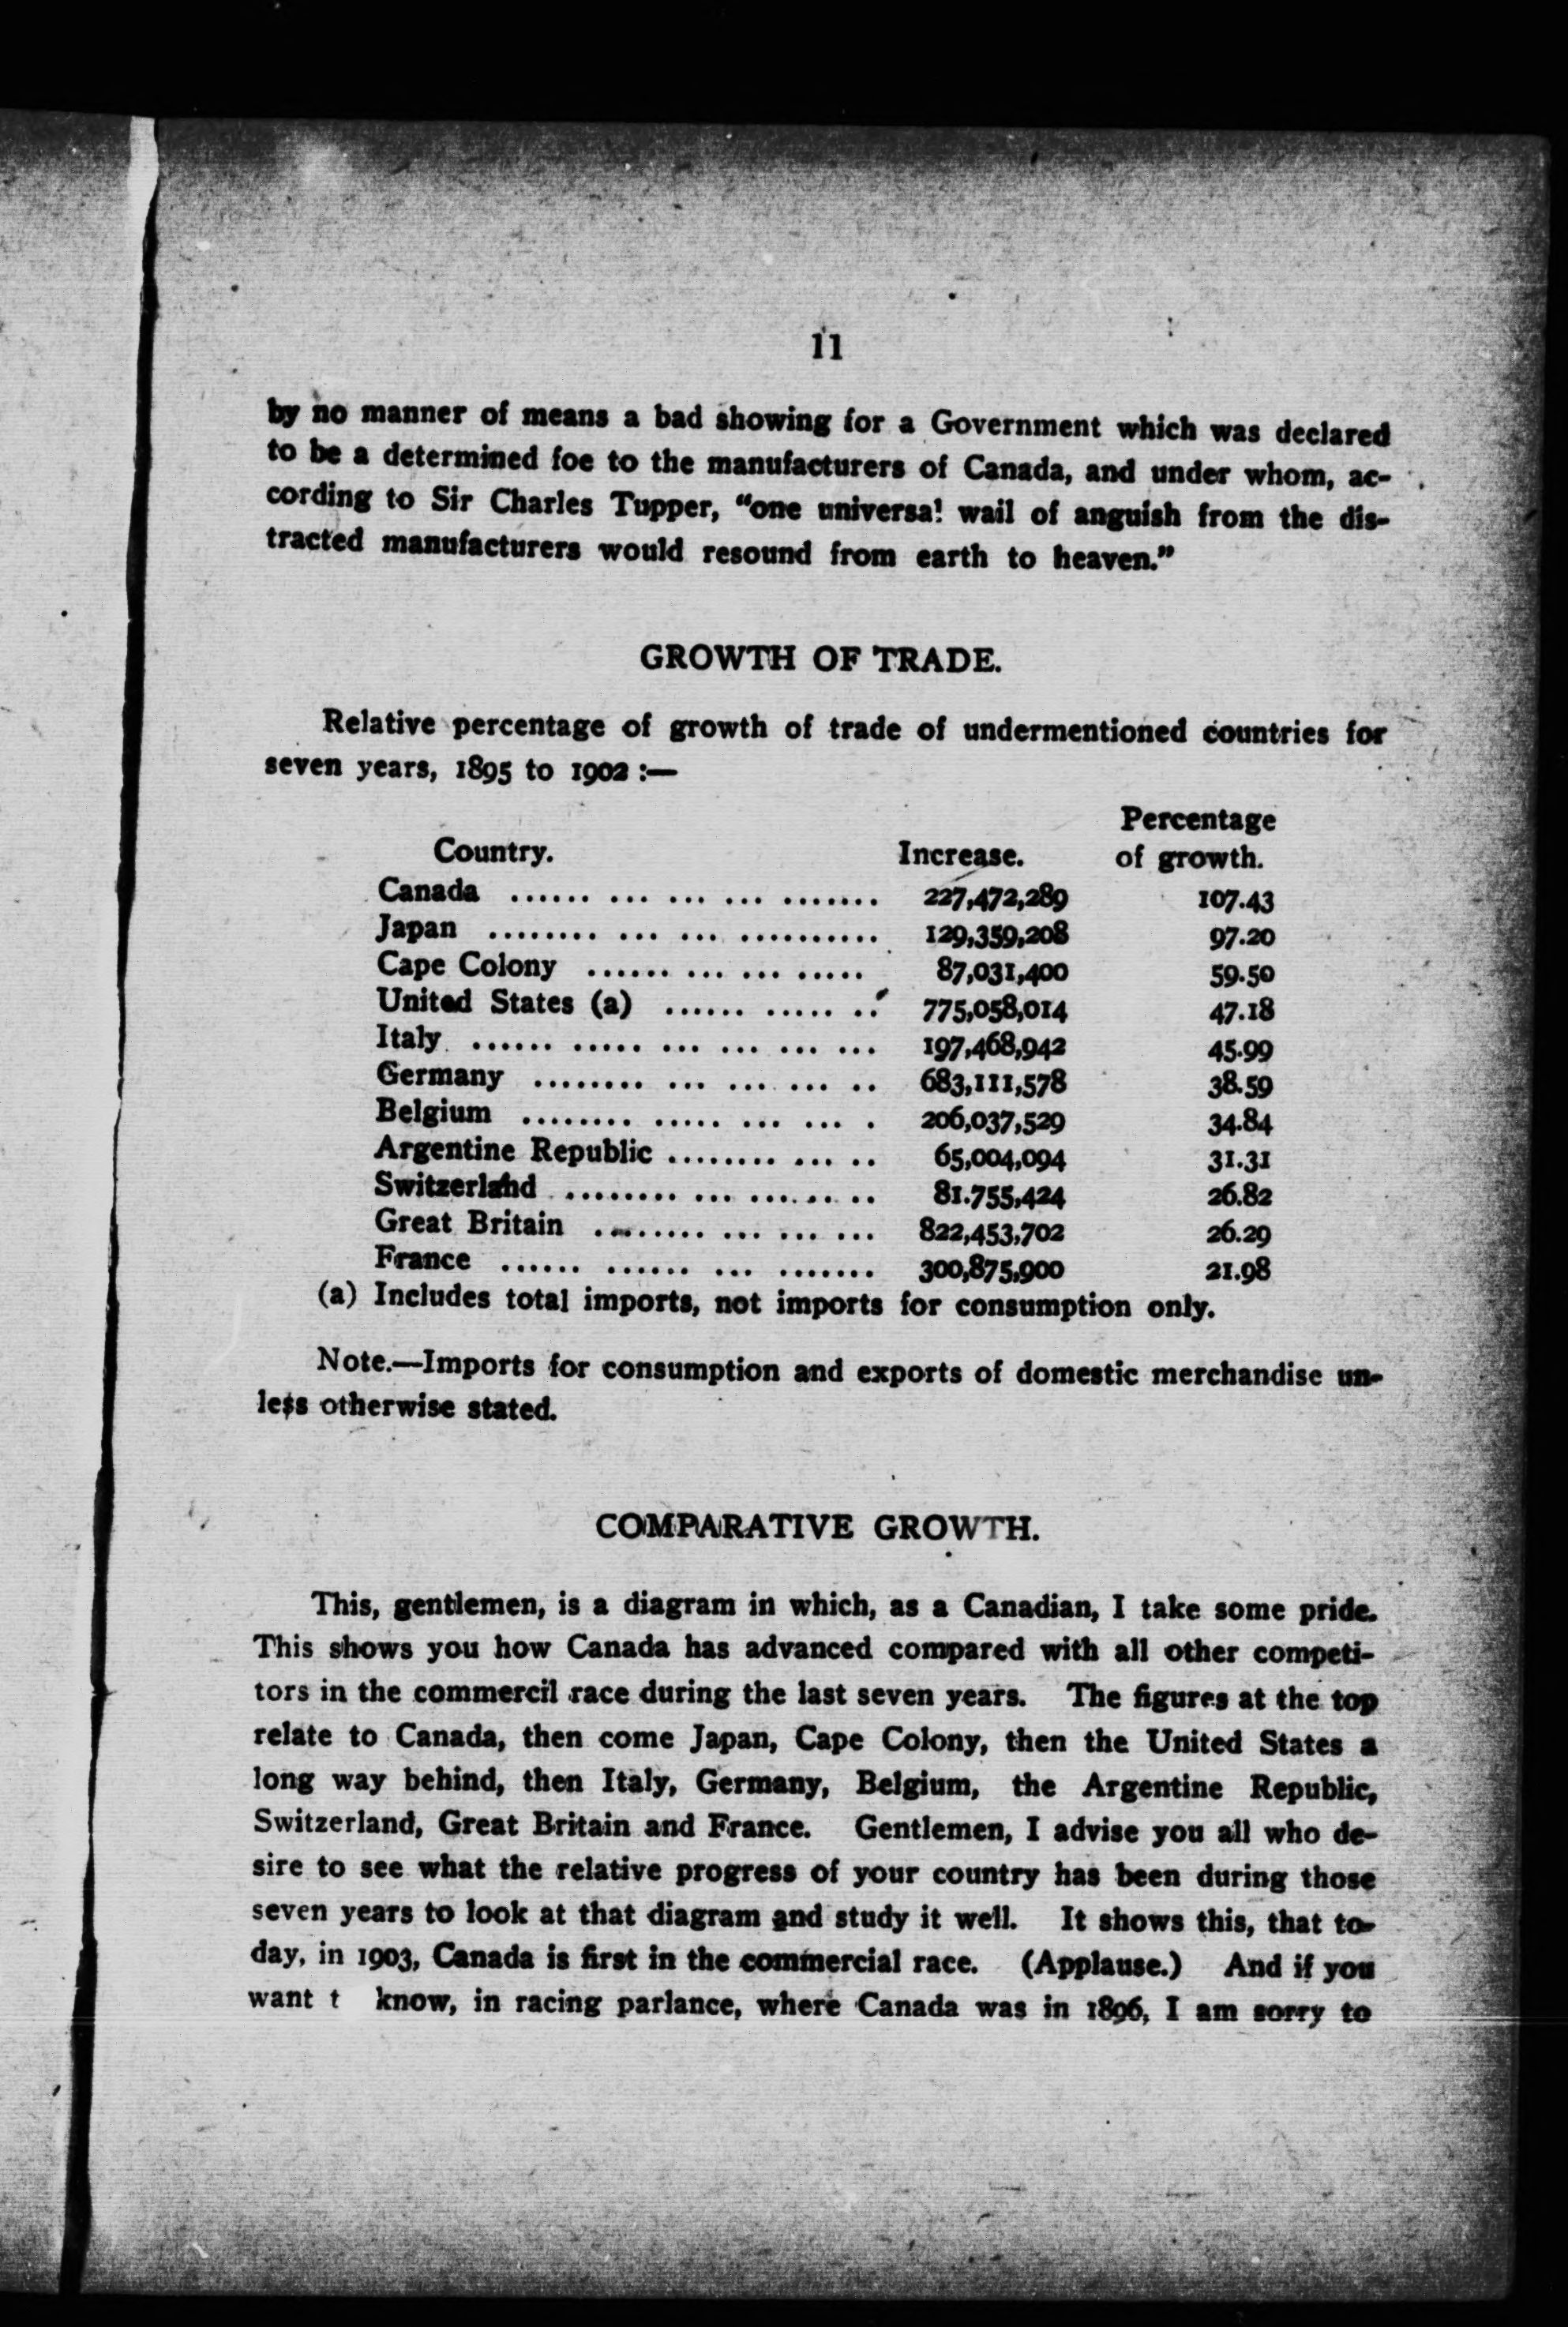 11
by no manner of means a bad showing for a Government which was declared
to be a determined foe to the manufacturers of Canada, and under whom, ac-
cording to Sir Charles Tupper, "one universal wail of anguish from the dis-
tracted manufacturers would resound from earth to heaven."
GROWTH OF TRADE.
Relative percentage of growth of trade of undermentioned countries for
seven years, 1895 to 1902 :—
Percentage
Country. Increase. of growth.
Canada ...... ... ... ... ....... 227,472,289 107.43
Japan ........ ... ... ........... 129,359,208 97.20
Cape Colony ...... ... ... ..... 87,031,400 59.50
United States (a) ...... ..... .. 775,058,014 47.18
Italy ...... ..... ... ... ... ... 197,468,942 45.99
Germany ........ ... ... ... .. 683,111,578 38.59
Belgium ........ ..... ... ... . 206,037,529 34.84
Argentine Republic ........ ... .. 65,004,094 31.31
Switzerland ........ ... ...... .. 81.755,424 26.82
Great Britain ........ ... ... ... 822,453,702 26.29
France ...... ...... ... ....... 300,875,900 21.98
(a) Includes total imports, not imports for consumption only.
Note.—Imports for consumption and exports of domestic merchandise un-
less otherwise stated.
COMPARATIVE GROWTH.
This, gentlemen, is a diagram in which, as a Canadian, I take some pride.
This shows you how Canada has advanced compared with all other competi-
tors in the commercil race during the last seven years. The figures at the top
relate to Canada, then come Japan, Cape Colony, then the United States a
long way behind, then Italy, Germany, Belgium, the Argentine Republic,
Switzerland, Great Britain and France. Gentlemen, I advise you all who de-
sire to see what the relative progress of your country has been during those
seven years to look at that diagram and study it well. It shows this, that to-
day, in 1903, Canada is first in the commercial race. (Applause.) And if you
want t know, in racing parlance, where Canada was in 1896, I am sorry to